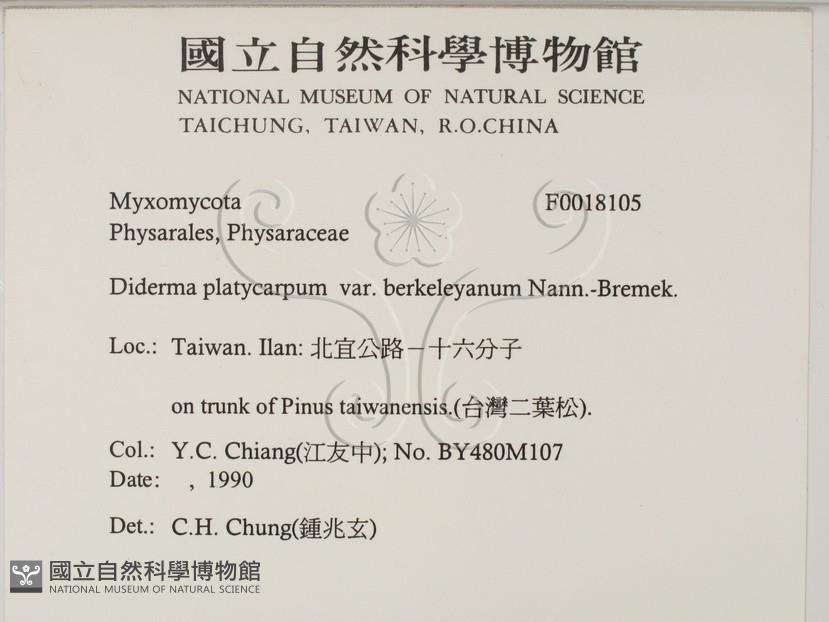 國立自然科學博物館
NATIONAL MUSEUM OF NATURAL SCIENCE
TAICHUNG, TAIWAN, R.O.CHINA
Myxomycota F0018105
Physarales, Physaraceae
Diderma platycarpum var. berkeleyanum Nann.-Bremek.
Loc.: Taiwan. Ilan: 北宜公路－十六分子
on trunk of Pinus taiwanensis.(台灣二葉松).
Col.: Y.C. Chiang(江友中); No. BY480M107
Date: , 1990
Det.: C.H. Chung(鍾兆玄)
國立自然科學博物館
NATIONAL MUSEUM OF NATURAL SCIENCE